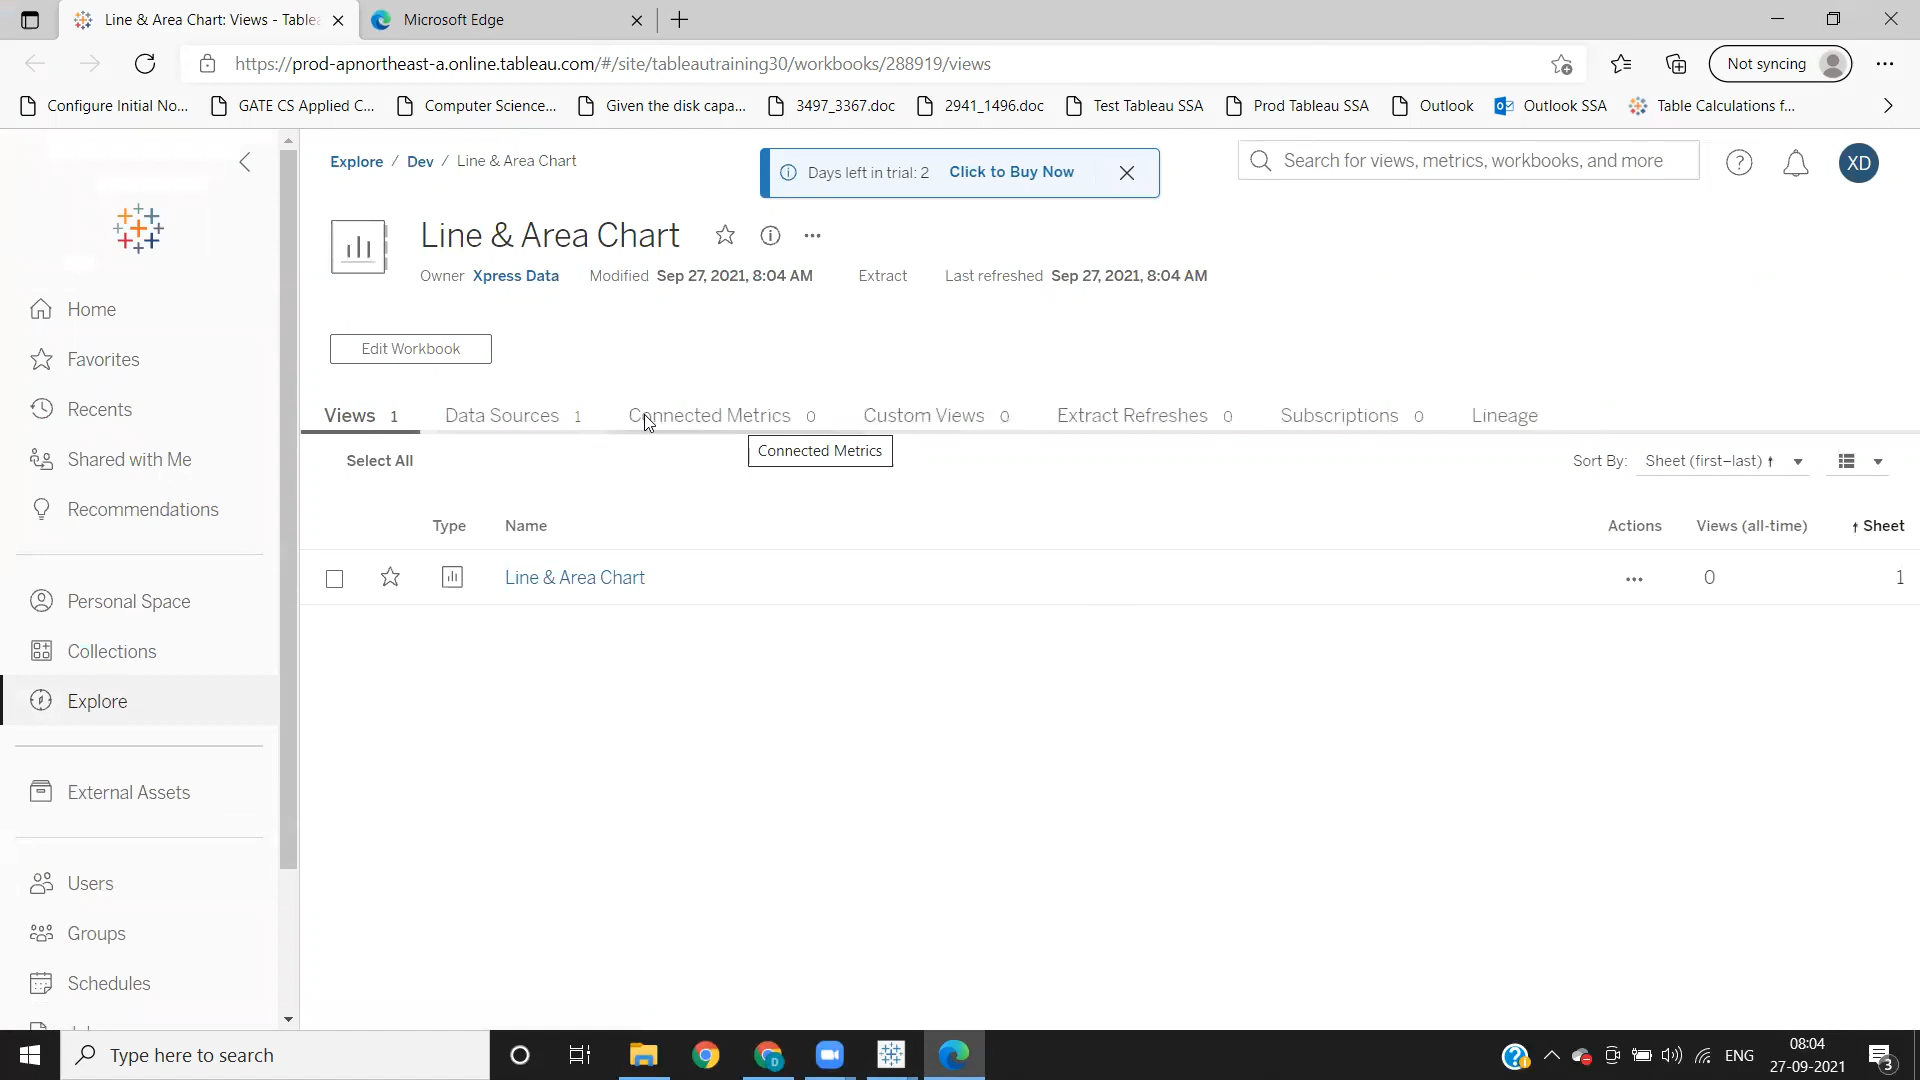 Line & Area Chart: Views - Table
Microsoft Edge
https://prod-apnortheast-a.online.tableau.com/#/site/tableautraining30/workbooks/288919/views
Not syncing
Configure Initial No...
GATE CS Applied C...
Computer Science...
Given the disk capa...
3497_3367.doc
2941_1496.doc
Test Tableau SSA
Prod Tableau SSA
Outlook
Outlook SSA
Table Calculations f...
Explore / Dev / Line & Area Chart
Days left in trial: 2 Click to Buy Now
Search for views, metrics, workbooks, and more
XD
Line & Area Chart
Owner Xpress Data Modified Sep 27, 2021, 8:04 AM Extract Last refreshed Sep 27, 2021, 8:04 AM
Edit Workbook
Views 1 Data Sources 1 Connected Metrics 0 Custom Views 0 Extract Refreshes 0 Subscriptions 0 Lineage
Connected Metrics
Select All
Sort By: Sheet (first–last)
Type Name Actions Views (all-time) Sheet
Line & Area Chart 0 1
Home
Favorites
Recents
Shared with Me
Recommendations
Personal Space
Collections
Explore
External Assets
Users
Groups
Schedules
Type here to search
D
ENG
08:04
27-09-2021
3